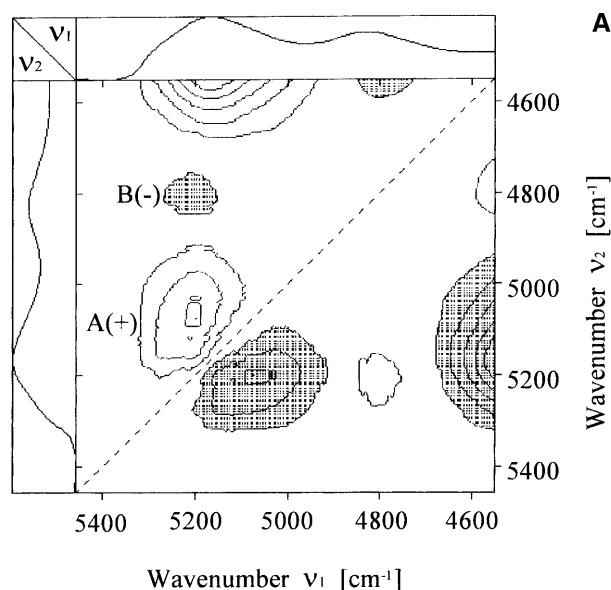 A
ν1
ν2
4600
B(-)
4800
5000
A(+)
5200
5400
5400 5200 5000 4800 4600
Wavenumber ν1 [cm-1]
Wavenumber ν2 [cm-1]